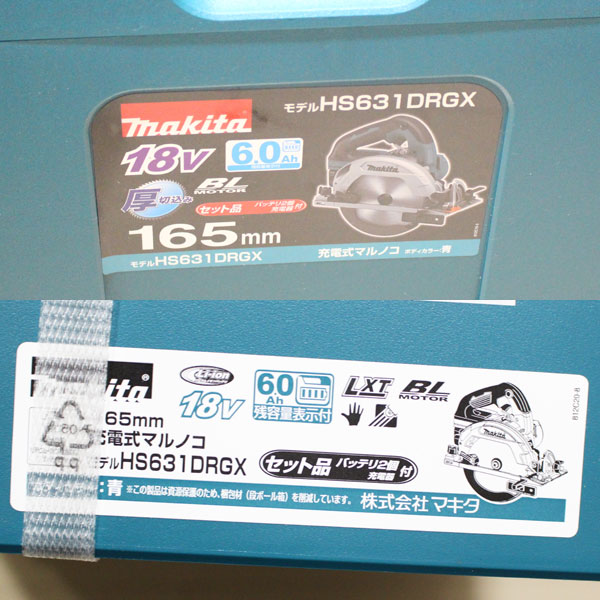 モデルHS631DRGX
makita
18V
6.0
Ah
厚切込み
BL
MOTOR
セット品 バッテリ2個 充電器 付
165mm
モデルHS631DRGX
充電式マルノコ ボディカラー:青
makita
Li-ion
18V
6.0
Ah
残容量表示付
LXT
BL
MOTOR
65mm
充電式マルノコ
モデルHS631DRGX
セット品 バッテリ2個 充電器 付
:青 ※この製品は資源保護のため、梱包材(段ボール箱)を削減しています。 株式会社マキタ
PP
812C20-8